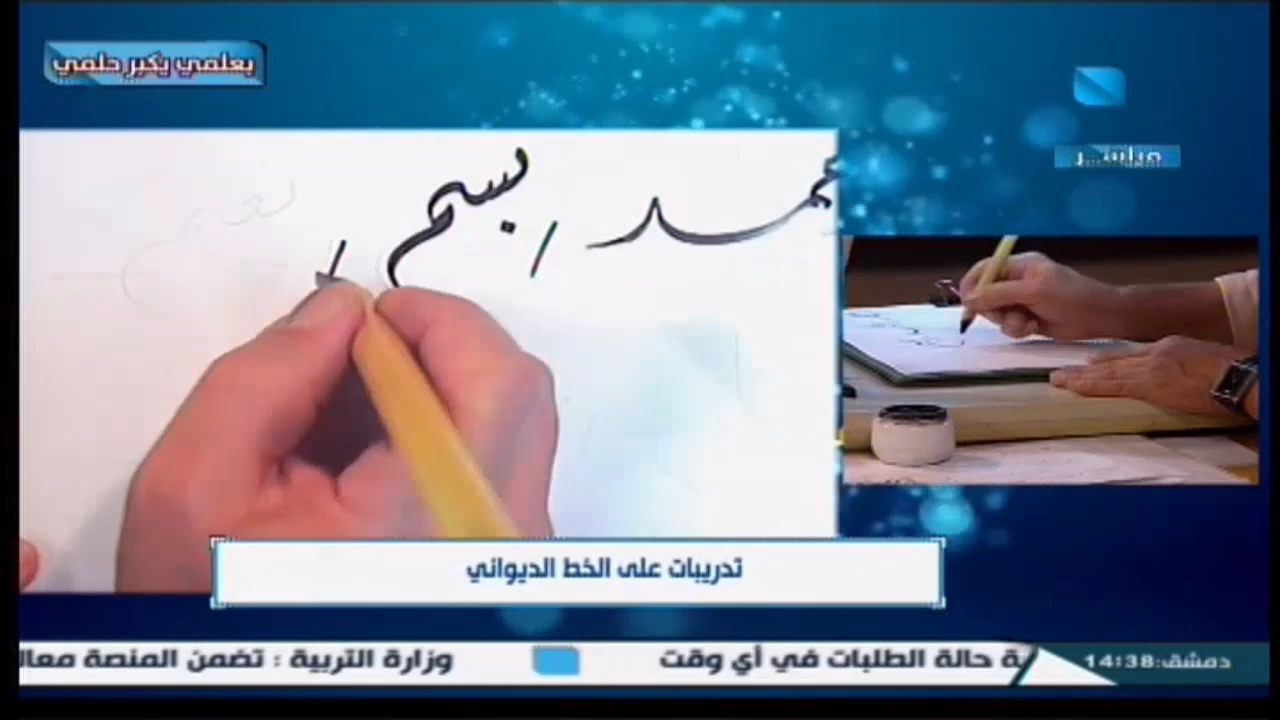 بعلمي يكبر حلمي
مباشر
بسم /
تدريبات على الخط الديواني
دمشق: 14:38
حالة الطلبات في أي وقت
وزارة التربية : تضمن المنصة